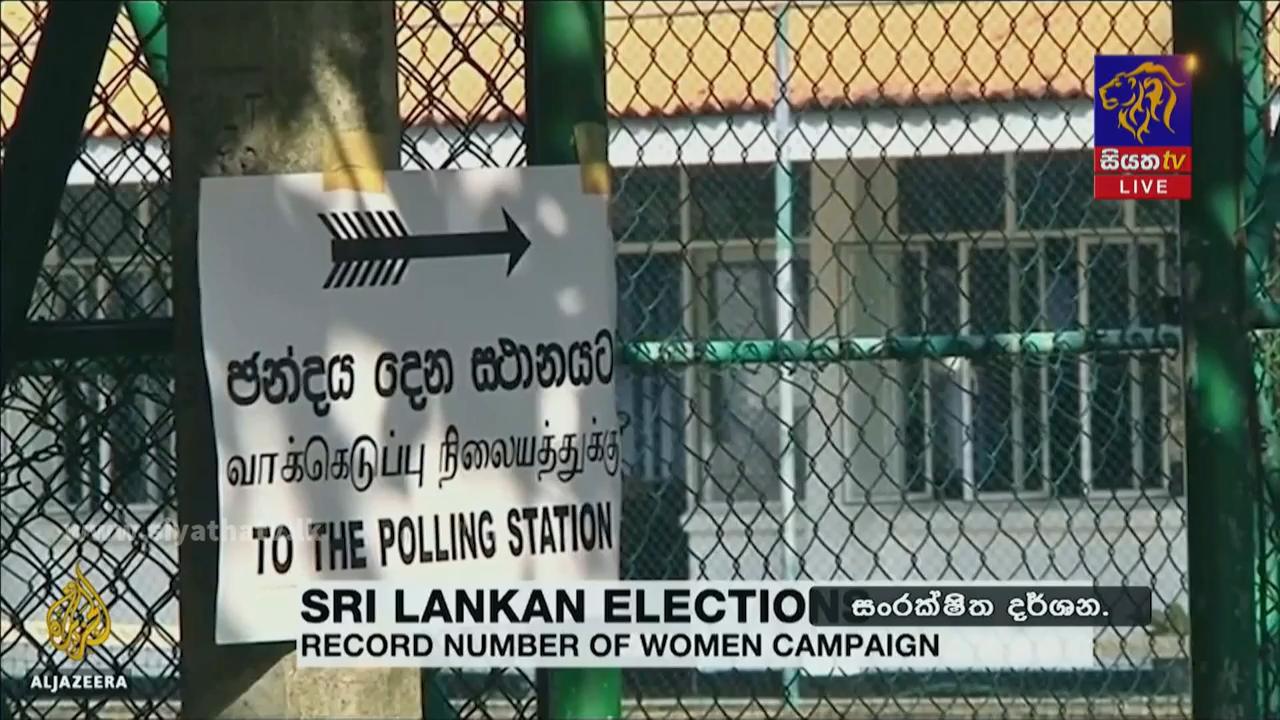 සියත tv
LIVE
ඡන්දය දෙන ස්ථානයට
வாக்கெடுப்பு நிலையத்துக்கு
TO THE POLLING STATION
SRI LANKAN ELECTIONS
සංරක්ෂිත දර්ශන.
RECORD NUMBER OF WOMEN CAMPAIGN
ALJAZEERA